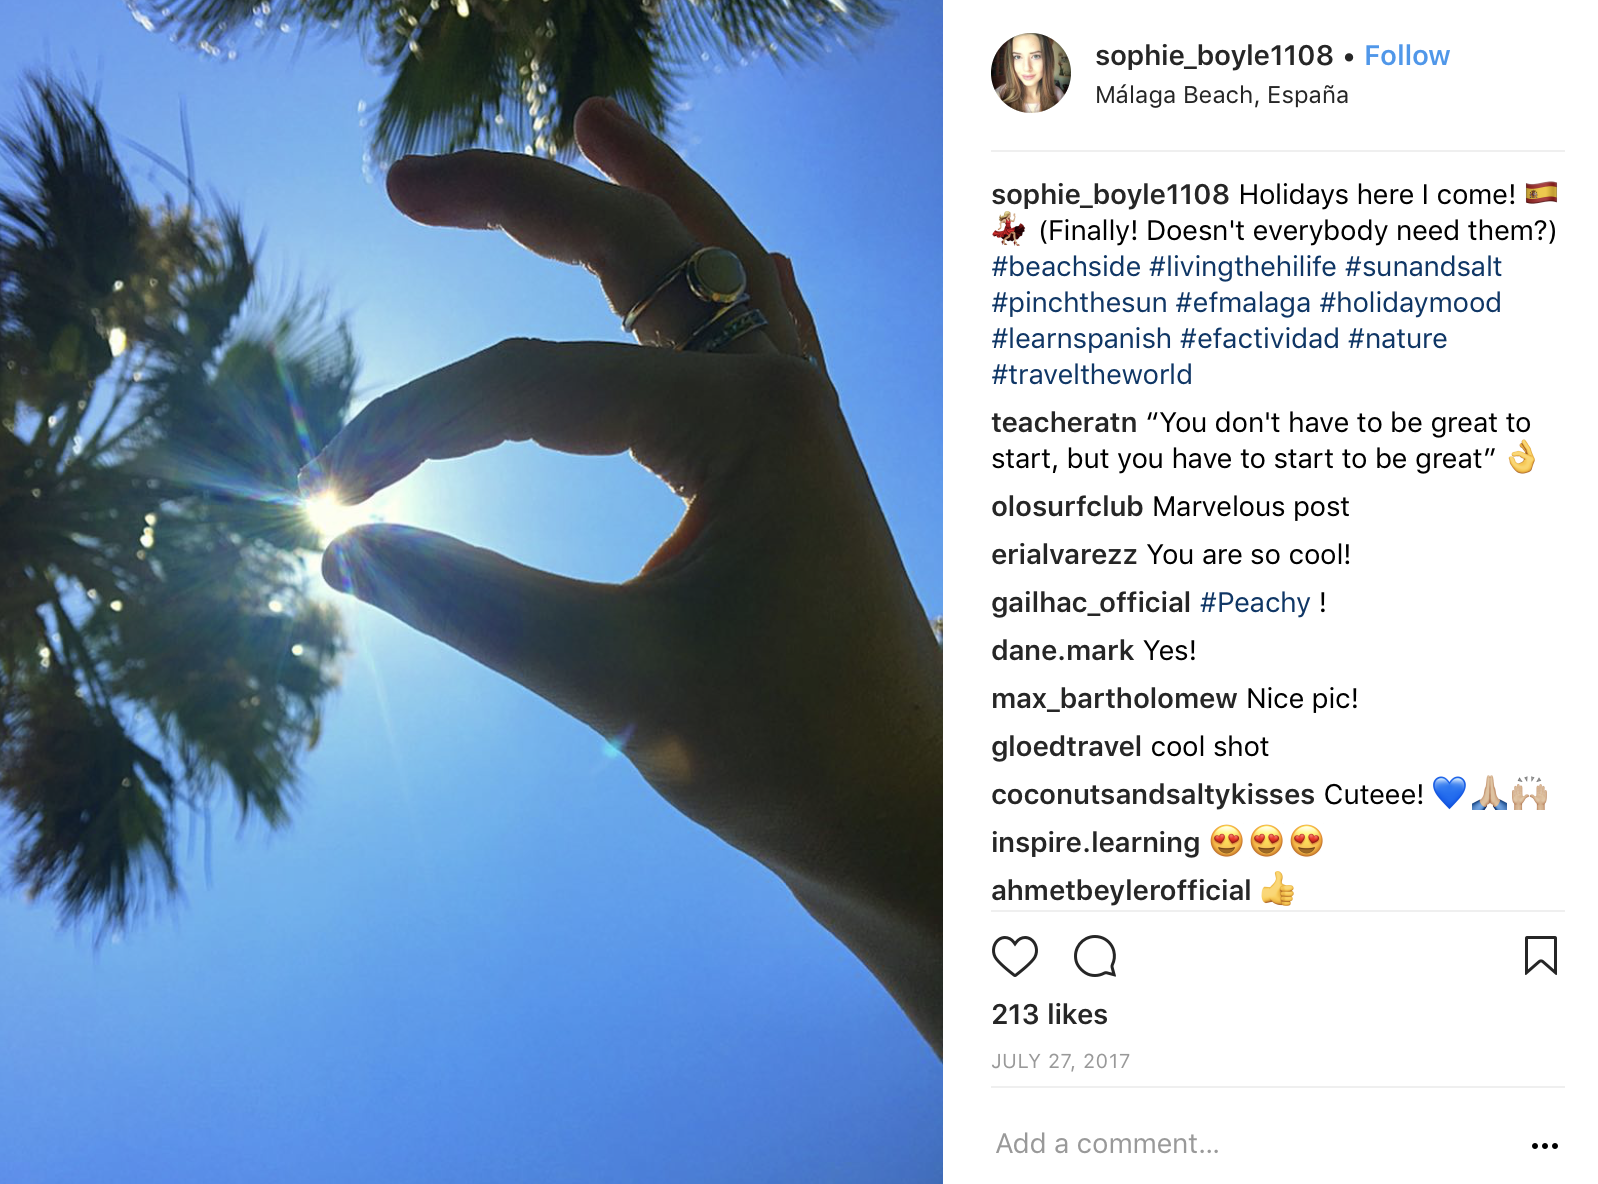 sophie_boyle1108 • Follow
Málaga Beach, España
sophie_boyle1108 Holidays here I come! 🇪🇸
💃🏼 (Finally! Doesn't everybody need them?)
#beachside #livingthehilife #sunandsalt
#pinchthesun #efmalaga #holidaymood
#learnspanish #efactividad #nature
#traveltheworld
teacheratn “You don't have to be great to
start, but you have to start to be great” 👌
olosurfclub Marvelous post
erialvarezz You are so cool!
gailhac_official #Peachy !
dane.mark Yes!
max_bartholomew Nice pic!
gloedtravel cool shot
coconutsandsaltykisses Cuteee! 💙🙏🏼🙌🏼
inspire.learning 😍😍😍
ahmetbeylerofficial 👍
213 likes
JULY 27, 2017
Add a comment...